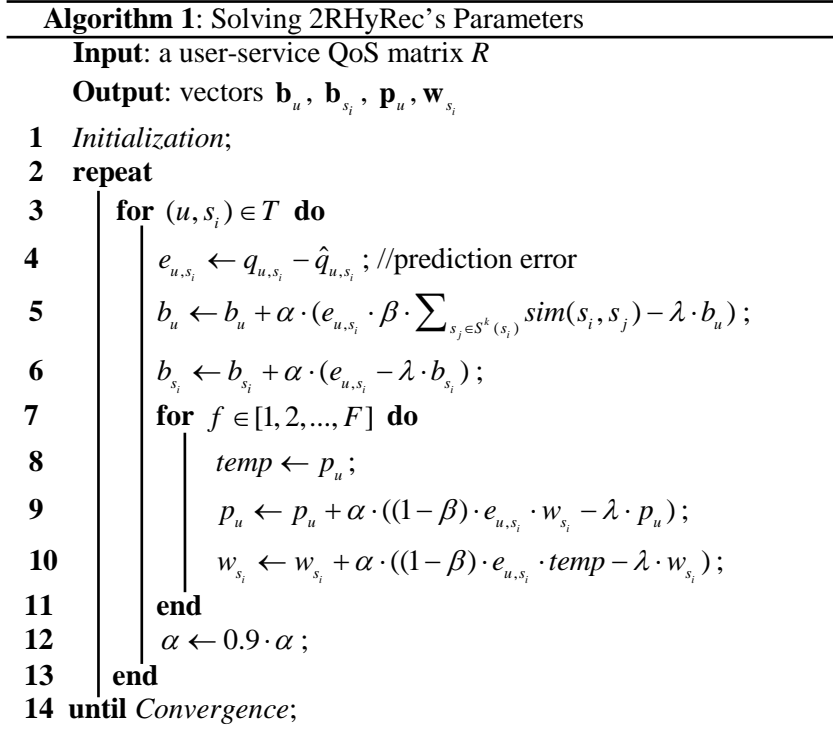 Algorithm 1: Solving 2RHyRec's Parameters
Input: a user-service QoS matrix R
Output: vectors b_u, b_{s_i}, p_u, w_{s_i}
1 Initialization;
2 repeat
3 for (u, s_i) ∈ T do
4 e_{u,s_i} ← q_{u,s_i} − q̂_{u,s_i}; //prediction error
5 b_u ← b_u + α · (e_{u,s_i} · β · ∑_{s_j∈S^k(s_i)} sim(s_i, s_j) − λ · b_u);
6 b_{s_i} ← b_{s_i} + α · (e_{u,s_i} − λ · b_{s_i});
7 for f ∈ [1, 2, ..., F] do
8 temp ← p_u;
9 p_u ← p_u + α · ((1 − β) · e_{u,s_i} · w_{s_i} − λ · p_u);
10 w_{s_i} ← w_{s_i} + α · ((1 − β) · e_{u,s_i} · temp − λ · w_{s_i});
11 end
12 α ← 0.9 · α;
13 end
14 until Convergence;